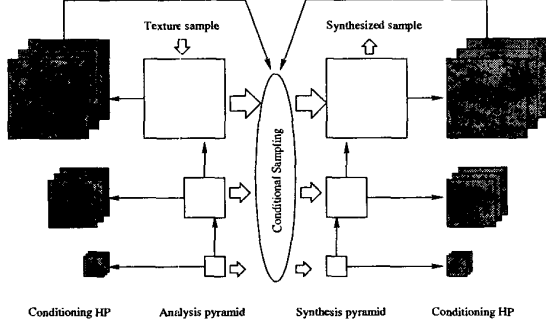 Texture sample
Synthesized sample
Conditional Sampling
Conditioning HP
Analysis pyramid
Synthesis pyramid
Conditioning HP